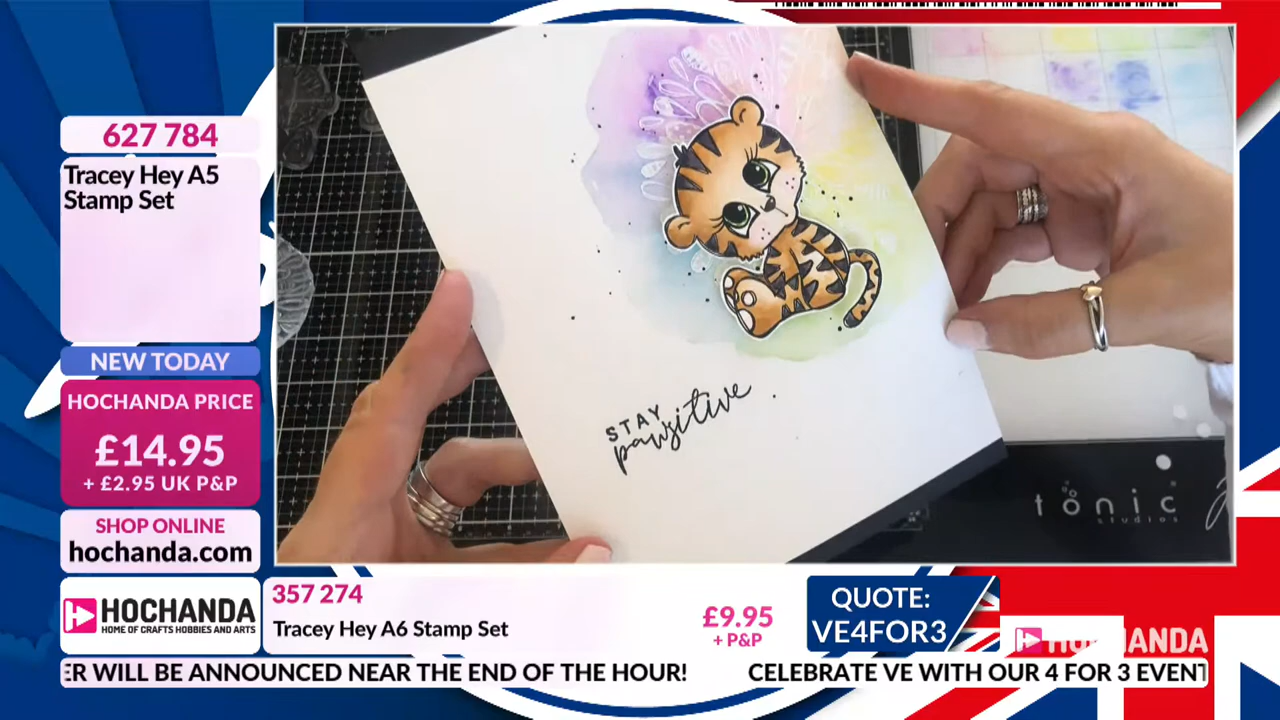 627 784
Tracey Hey A5
Stamp Set
NEW TODAY
HOCHANDA PRICE
£14.95
+ £2.95 UK P&P
SHOP ONLINE
hochanda.com
STAY
pawsitive
tonic
studios
HOCHANDA
HOME OF CRAFTS HOBBIES AND ARTS
357 274
Tracey Hey A6 Stamp Set
£9.95
+ P&P
QUOTE:
VE4FOR3
HOCHANDA
ER WILL BE ANNOUNCED NEAR THE END OF THE HOUR! CELEBRATE VE WITH OUR 4 FOR 3 EVENT